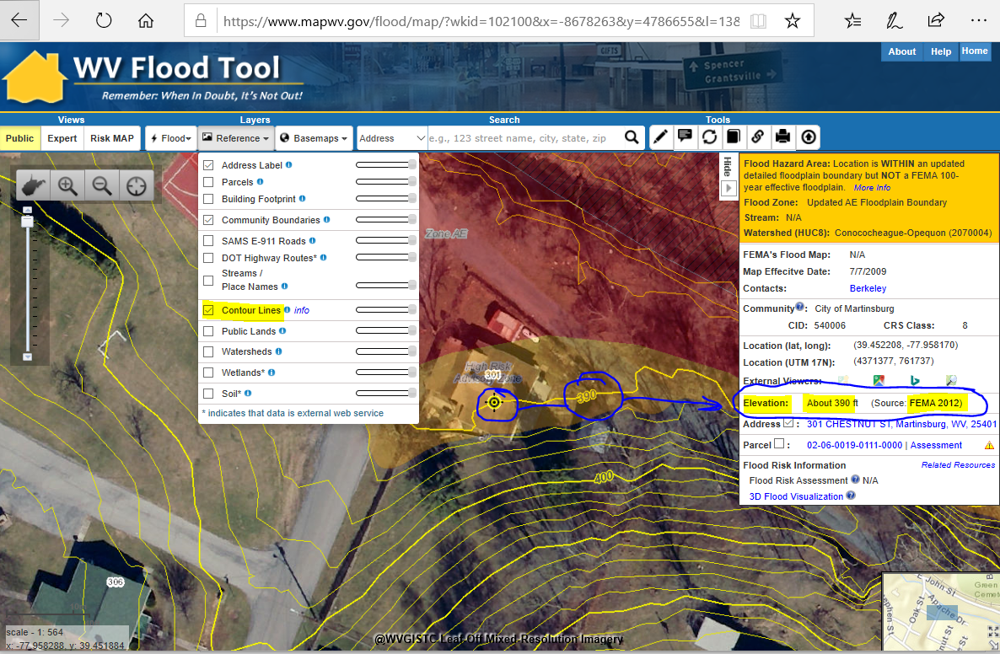 https://www.mapwv.gov/flood/map/?wkid=102100&x=-8678263&y=4786655&l=138
WV Flood Tool
Remember: When In Doubt, It's Not Out!
GIFTS
Spencer
Grantsville
About Help Home
Views Layers Search Tools
Public Expert Risk MAP Flood Reference Basemaps Address e.g., 123 street name, city, state, zip
Address Label
Parcels
Building Footprint
Community Boundaries
SAMS E-911 Roads
DOT Highway Routes*
Streams /
Place Names
Contour Lines info
Public Lands
Watersheds
Wetlands*
Soil*
* indicates that data is external web service
Zone AE
High Risk
Advisory Zone
301
390
400
306
Hide
Flood Hazard Area: Location is WITHIN an updated
detailed floodplain boundary but NOT a FEMA 100-
year effective floodplain. More Info
Flood Zone: Updated AE Floodplain Boundary
Stream: N/A
Watershed (HUC8): Conococheague-Opequon (2070004)
FEMA's Flood Map: N/A
Map Effecitve Date: 7/7/2009
Contacts: Berkeley
Community: City of Martinsburg
CID: 540006 CRS Class: 8
Location (lat, long): (39.452208, -77.958170)
Location (UTM 17N): (4371377, 761737)
External Viewers:
Elevation: About 390 ft (Source: FEMA 2012)
Address : 301 CHESTNUT ST, Martinsburg, WV, 25401
Parcel : 02-06-0019-0111-0000 | Assessment
Flood Risk Information Related Resources
Flood Risk Assessment N/A
3D Flood Visualization
E John St
Green
Cemet
Apache Dr
Oak St
ephen St
nut St
scale - 1: 564
x: -77.958288, y: 39.451884
@WVGISTC Leaf-Off Mixed-Resolution Imagery